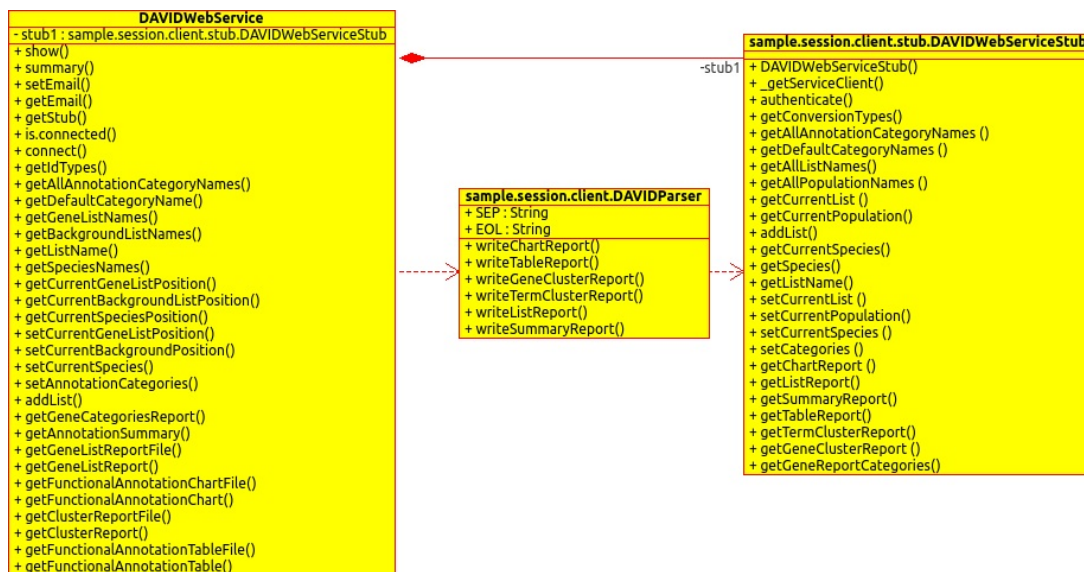 DAVIDWebService
- stub1 : sample.session.client.stub.DAVIDWebServiceStub
+ show()
+ summary()
+ setEmail()
+ getEmail()
+ getStub()
+ is.connected()
+ connect()
+ getIdTypes()
+ getAllAnnotationCategoryNames()
+ getDefaultCategoryName()
+ getGeneListNames()
+ getBackgroundListNames()
+ getListName()
+ getSpeciesNames()
+ getCurrentGeneListPosition()
+ getCurrentBackgroundListPosition()
+ getCurrentSpeciesPosition()
+ setCurrentGeneListPosition()
+ setCurrentBackgroundPosition()
+ setCurrentSpecies()
+ setAnnotationCategories()
+ addList()
+ getGeneCategoriesReport()
+ getAnnotationSummary()
+ getGeneListReportFile()
+ getGeneListReport()
+ getFunctionalAnnotationChartFile()
+ getFunctionalAnnotationChart()
+ getClusterReportFile()
+ getClusterReport()
+ getFunctionalAnnotationTableFile()
+ getFunctionalAnnotationTable()
-stub1
sample.session.client.DAVIDParser
+ SEP : String
+ EOL : String
+ writeChartReport()
+ writeTableReport()
+ writeGeneClusterReport()
+ writeTermClusterReport()
+ writeListReport()
+ writeSummaryReport()
sample.session.client.stub.DAVIDWebServiceStub
+ DAVIDWebServiceStub()
+ _getServiceClient()
+ authenticate()
+ getConversionTypes()
+ getAllAnnotationCategoryNames ()
+ getDefaultCategoryNames ()
+ getAllListNames()
+ getAllPopulationNames ()
+ getCurrentList ()
+ getCurrentPopulation()
+ addList()
+ getCurrentSpecies()
+ getSpecies()
+ getListName()
+ setCurrentList ()
+ setCurrentPopulation()
+ setCurrentSpecies ()
+ setCategories ()
+ getChartReport ()
+ getListReport()
+ getSummaryReport()
+ getTableReport()
+ getTermClusterReport()
+ getGeneClusterReport ()
+ getGeneReportCategories()